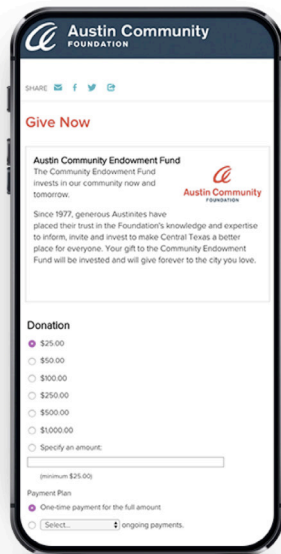 Austin Community
FOUNDATION
SHARE
Give Now
Austin Community Endowment Fund
The Community Endowment Fund
invests in our community now and
tomorrow.
Austin Community
FOUNDATION
Since 1977, generous Austinites have
placed their trust in the Foundation's knowledge and expertise
to inform, invite and invest to make Central Texas a better
place for everyone. Your gift to the Community Endowment
Fund will be invested and will give forever to the city you love.
Donation
$25.00
$50.00
$100.00
$250.00
$500.00
$1,000.00
Specify an amount:
(minimum $25.00)
Payment Plan
One-time payment for the full amount
Select... ongoing payments.